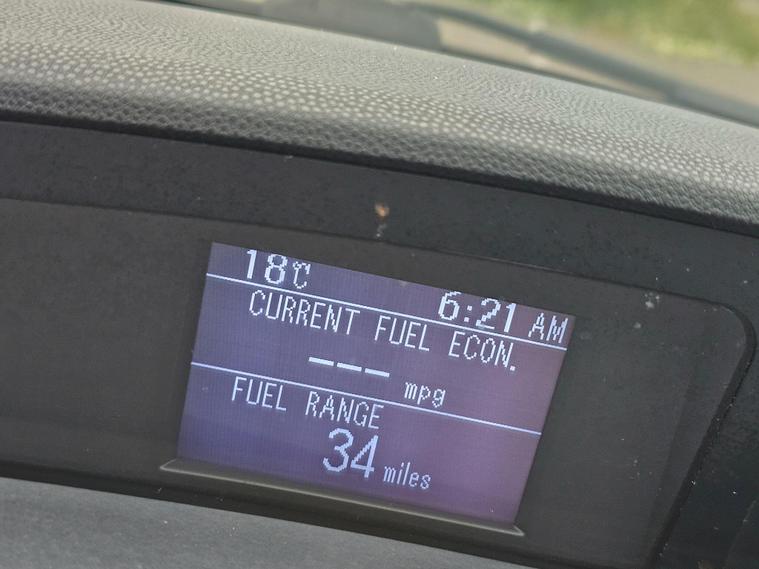 18℃ 6:21 AM
CURRENT FUEL ECON.
--- mpg
FUEL RANGE
34 miles